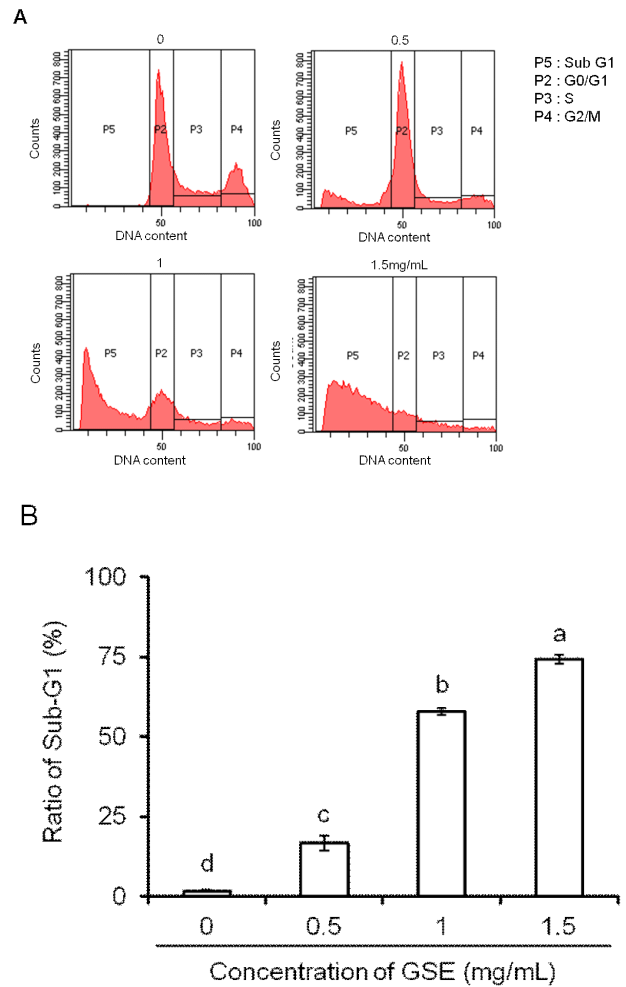 A
0
0.5
P5 : Sub G1
P2 : G0/G1
P3 : S
P4 : G2/M
Counts
0 100 200 300 400 500 600 700 800
P5 P2 P3 P4
50 100
DNA content
Counts
0 100 200 300 400 500 600 700 800
P5 P2 P3 P4
50 100
DNA content
1
1.5mg/mL
Counts
0 100 200 300 400 500 600 700 800
P5 P2 P3 P4
50 100
DNA content
Counts
0 100 200 300 400 500 600 700 800
P5 P2 P3 P4
50 100
DNA content
B
Ratio of Sub-G1 (%)
100
75
50
25
0
d
c
b
a
0 0.5 1 1.5
Concentration of GSE (mg/mL)